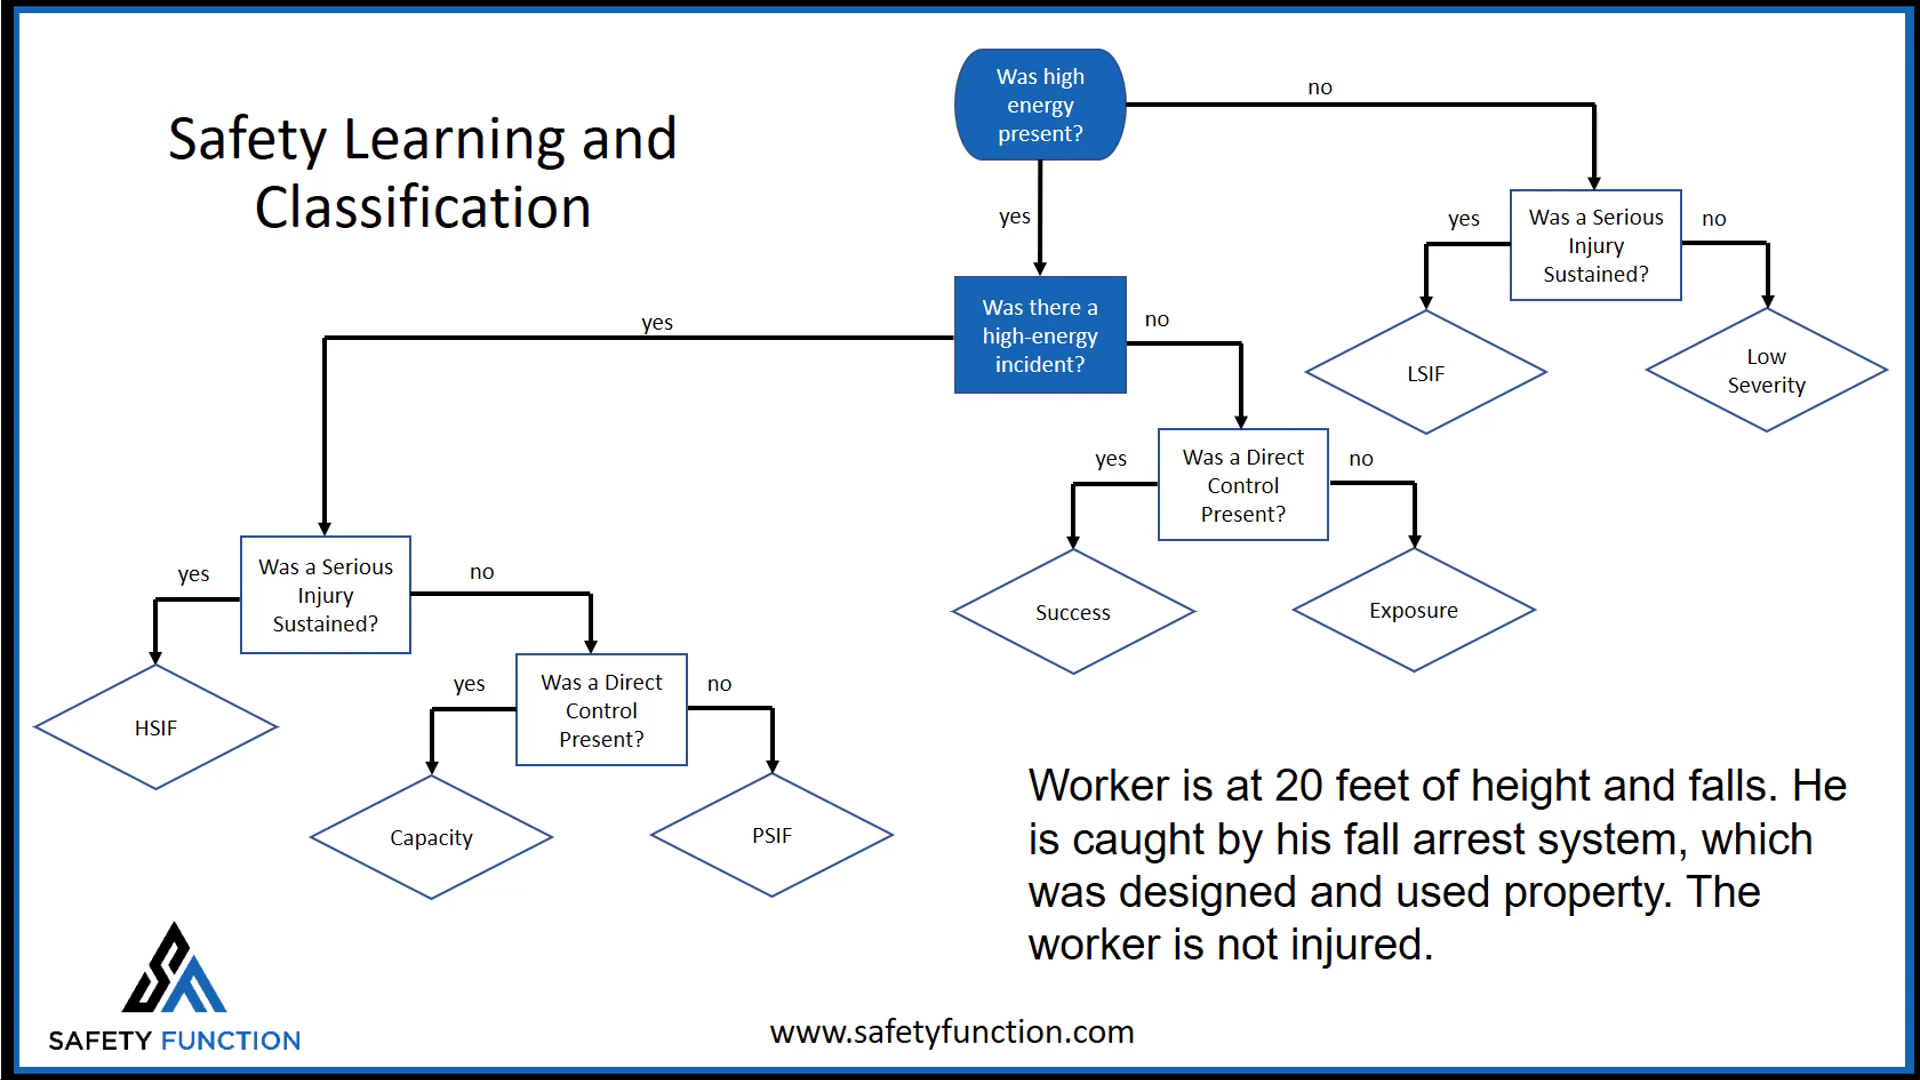 Safety Learning and
Classification
Was high
energy
present?
no
yes
Was a Serious
Injury
Sustained?
yes
no
LSIF
Low
Severity
Was there a
high-energy
incident?
yes
no
Was a Direct
Control
Present?
yes
no
Success
Exposure
Was a Serious
Injury
Sustained?
yes
no
HSIF
Was a Direct
Control
Present?
yes
no
Capacity
PSIF
Worker is at 20 feet of height and falls. He
is caught by his fall arrest system, which
was designed and used property. The
worker is not injured.
SAFETY FUNCTION
www.safetyfunction.com